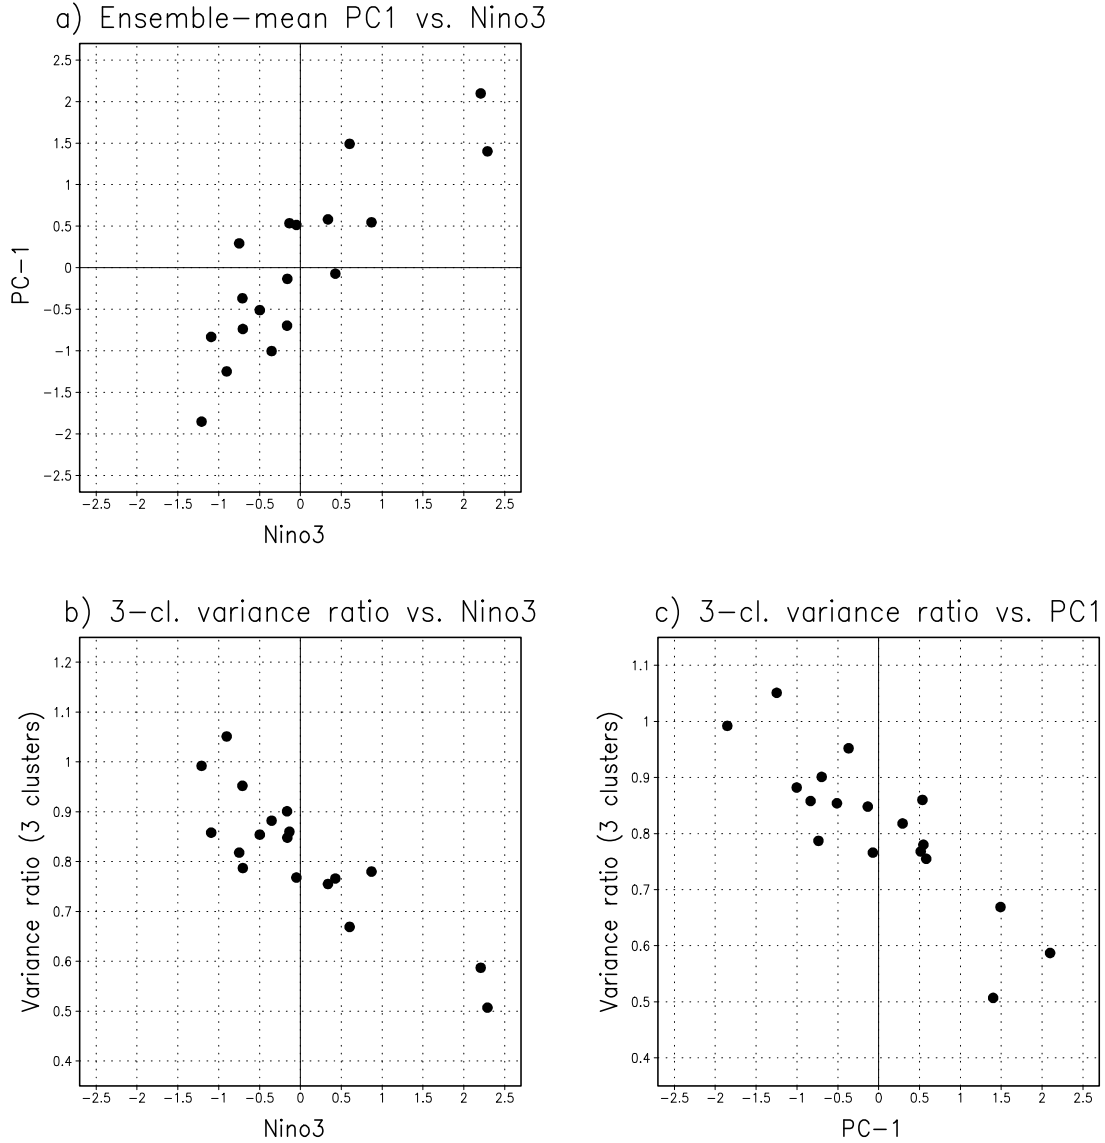 a) Ensemble-mean PC1 vs. Nino3
2.5
2
1.5
1
0.5
0
-0.5
-1
-1.5
-2
-2.5
PC-1
-2.5 -2 -1.5 -1 -0.5 0 0.5 1 1.5 2 2.5
Nino3
b) 3-cl. variance ratio vs. Nino3
1.2
1.1
1
0.9
0.8
0.7
0.6
0.5
0.4
Variance ratio (3 clusters)
-2.5 -2 -1.5 -1 -0.5 0 0.5 1 1.5 2 2.5
Nino3
c) 3-cl. variance ratio vs. PC1
1.1
1
0.9
0.8
0.7
0.6
0.5
0.4
Variance ratio (3 clusters)
-2.5 -2 -1.5 -1 -0.5 0 0.5 1 1.5 2 2.5
PC-1